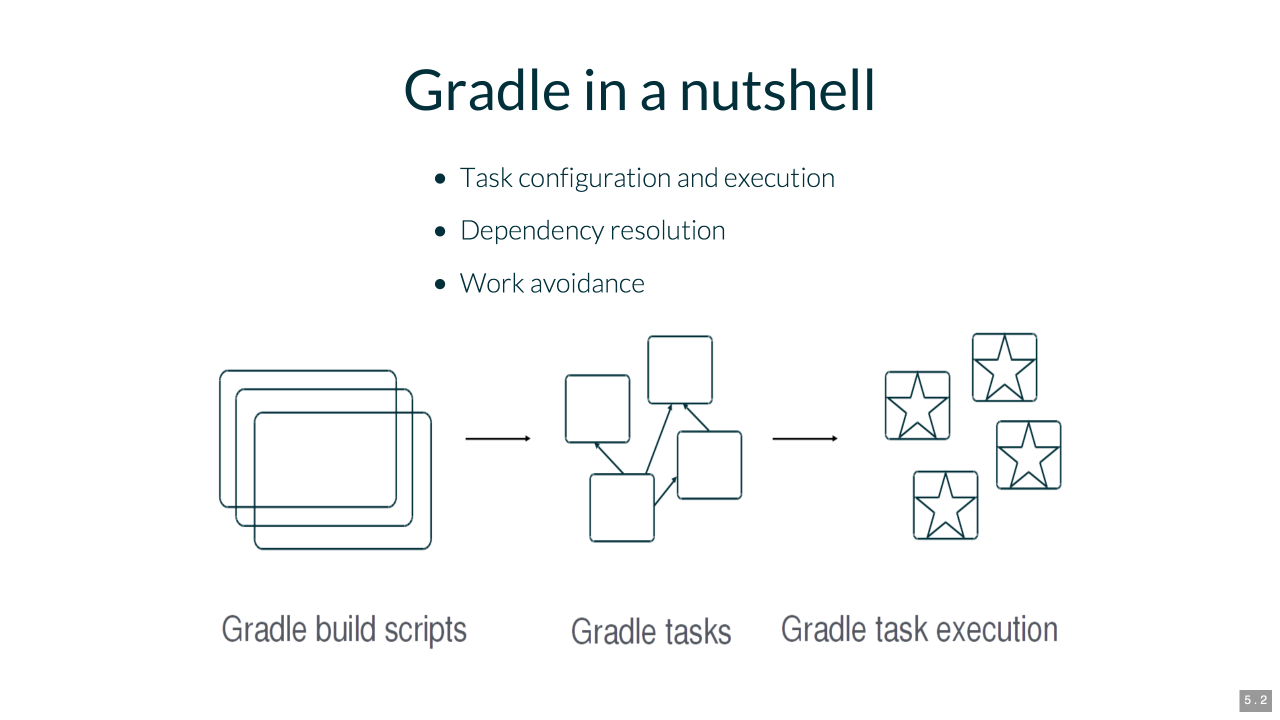 Gradle in a nutshell
Task configuration and execution
Dependency resolution
Work avoidance
Gradle build scripts
Gradle tasks
Gradle task execution
5 . 2